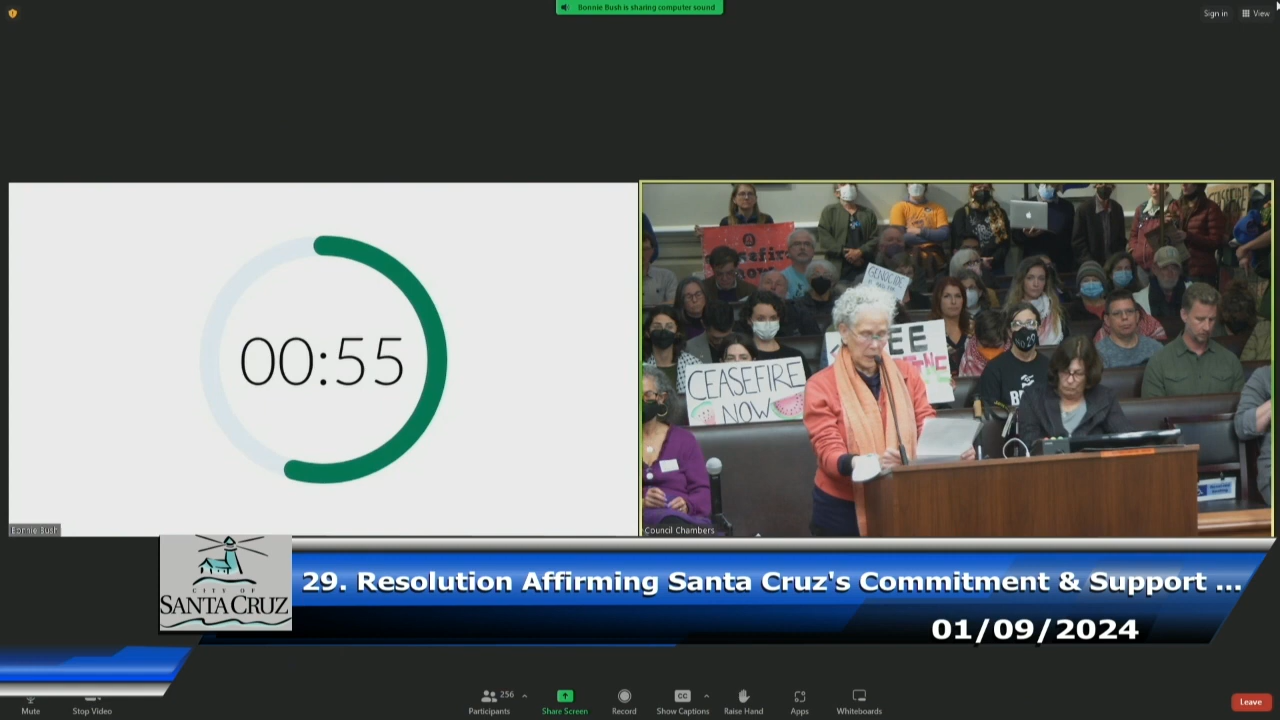 Bonnie Bush is sharing computer sound
Sign in
View
00:55
CEASEFIRE
NOW
GENOCIDE
Bonnie Bush
Council Chambers
CITY OF
SANTA CRUZ
29. Resolution Affirming Santa Cruz's Commitment & Support ...
01/09/2024
Mute
Stop Video
Participants
256
Share Screen
CC
Record
Show Captions
Raise Hand
Apps
Whiteboards
Leave